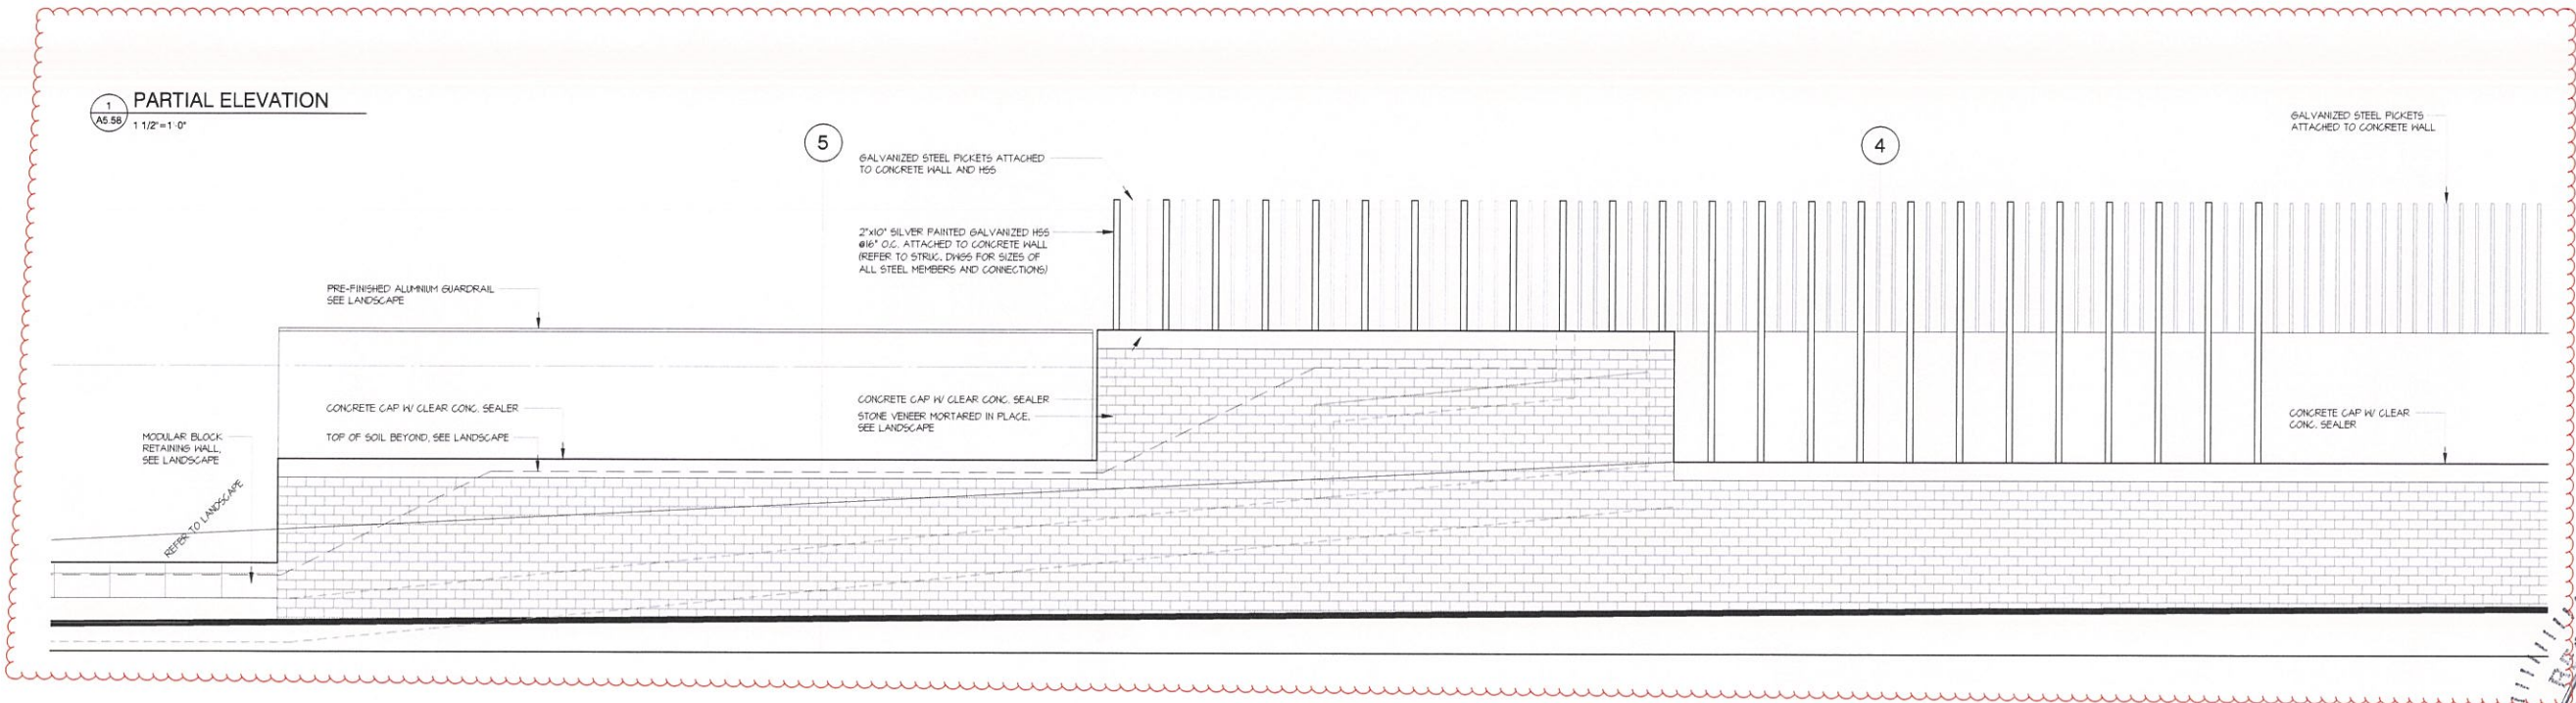 1
A5.58
PARTIAL ELEVATION
1 1/2"=1'-0"
5
4
GALVANIZED STEEL PICKETS
ATTACHED TO CONCRETE WALL
GALVANIZED STEEL PICKETS ATTACHED
TO CONCRETE WALL AND HSS
2"x10" SILVER PAINTED GALVANIZED HSS
@16" O.C. ATTACHED TO CONCRETE WALL
(REFER TO STRUC. DWGS FOR SIZES OF
ALL STEEL MEMBERS AND CONNECTIONS)
PRE-FINISHED ALUMNIUM GUARDRAIL
SEE LANDSCAPE
CONCRETE CAP W/ CLEAR CONC. SEALER
TOP OF SOIL BEYOND, SEE LANDSCAPE
CONCRETE CAP W/ CLEAR CONC. SEALER
STONE VENEER MORTARED IN PLACE,
SEE LANDSCAPE
CONCRETE CAP W/ CLEAR
CONC. SEALER
MODULAR BLOCK
RETAINING WALL,
SEE LANDSCAPE
REFER TO LANDSCAPE